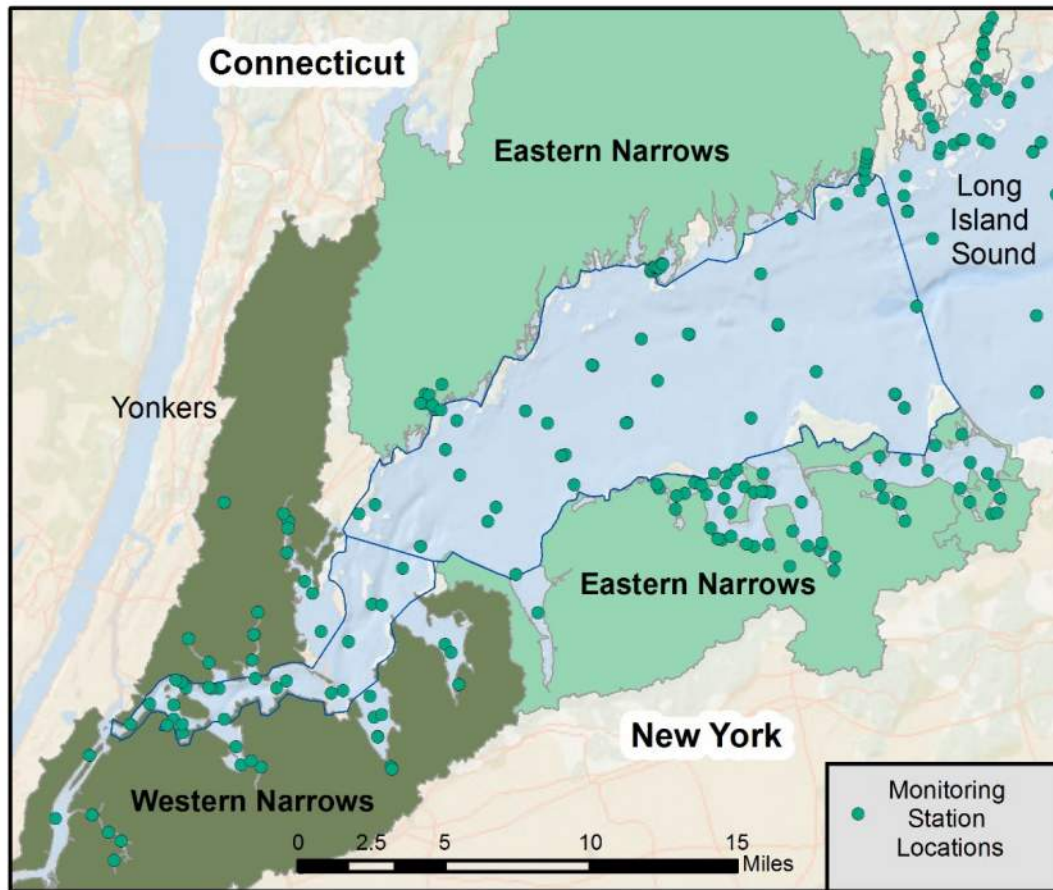 Connecticut
Eastern Narrows
Long
Island
Sound
Yonkers
Eastern Narrows
New York
Western Narrows
0 2.5 5 10 15
Miles
Monitoring
Station
Locations